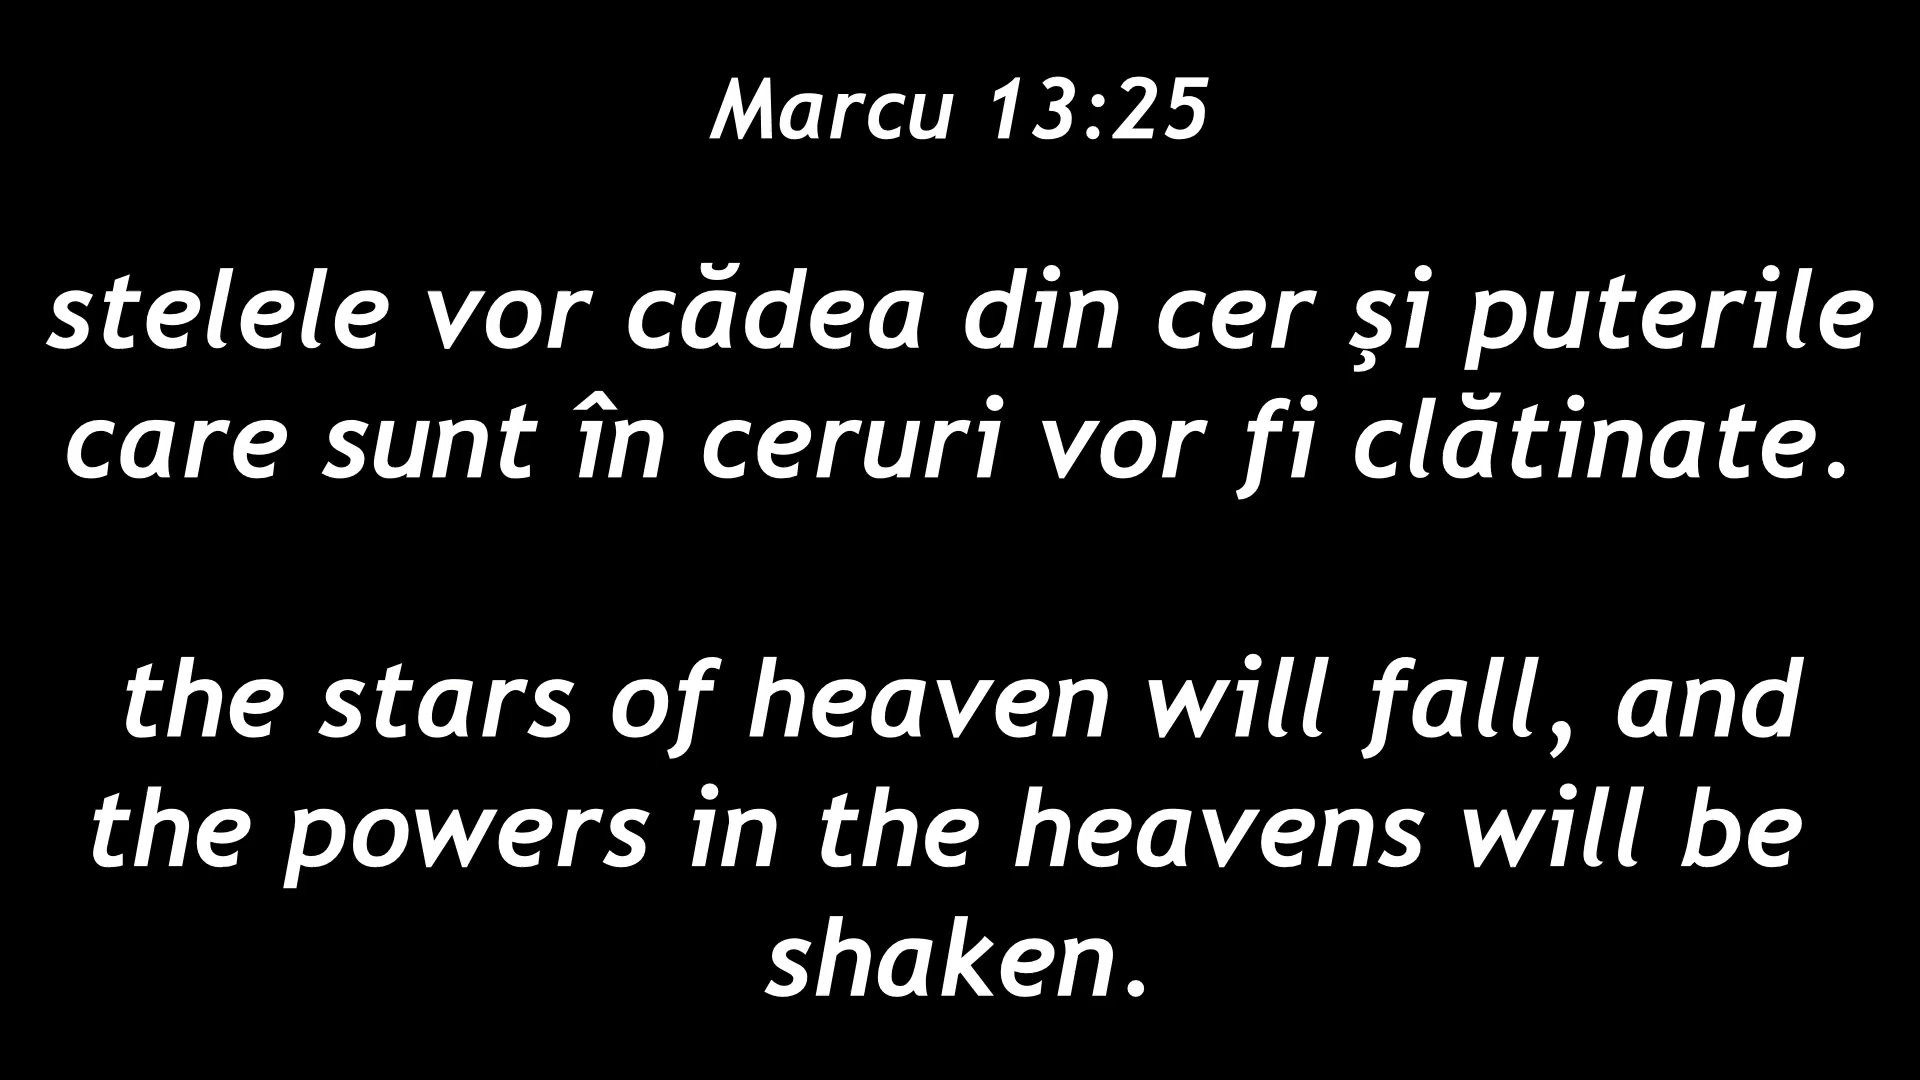 Marcu 13:25
stelele vor cădea din cer și puterile
care sunt în ceruri vor fi clătinate.
the stars of heaven will fall, and
the powers in the heavens will be
shaken.